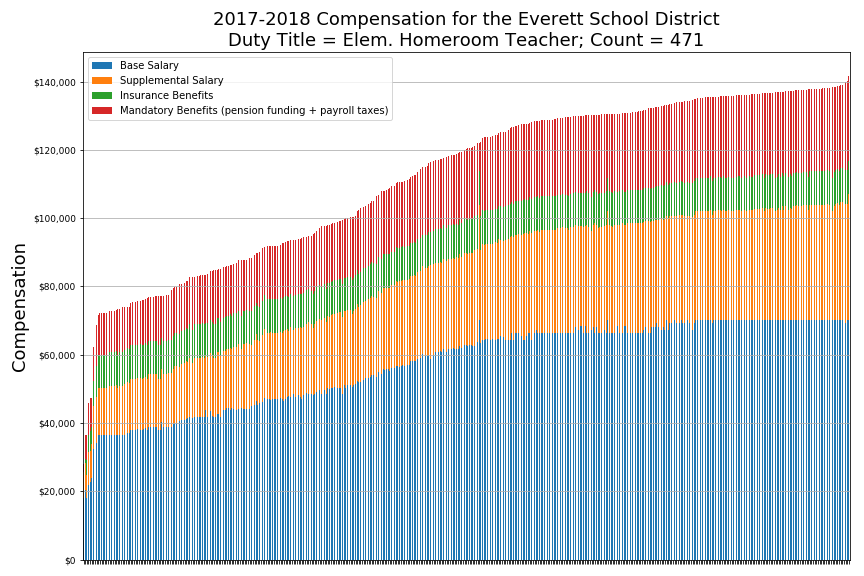 2017-2018 Compensation for the Everett School District
Duty Title = Elem. Homeroom Teacher; Count = 471
Base Salary
Supplemental Salary
Insurance Benefits
Mandatory Benefits (pension funding + payroll taxes)
$140,000
$120,000
$100,000
$80,000
$60,000
$40,000
$20,000
$0
Compensation